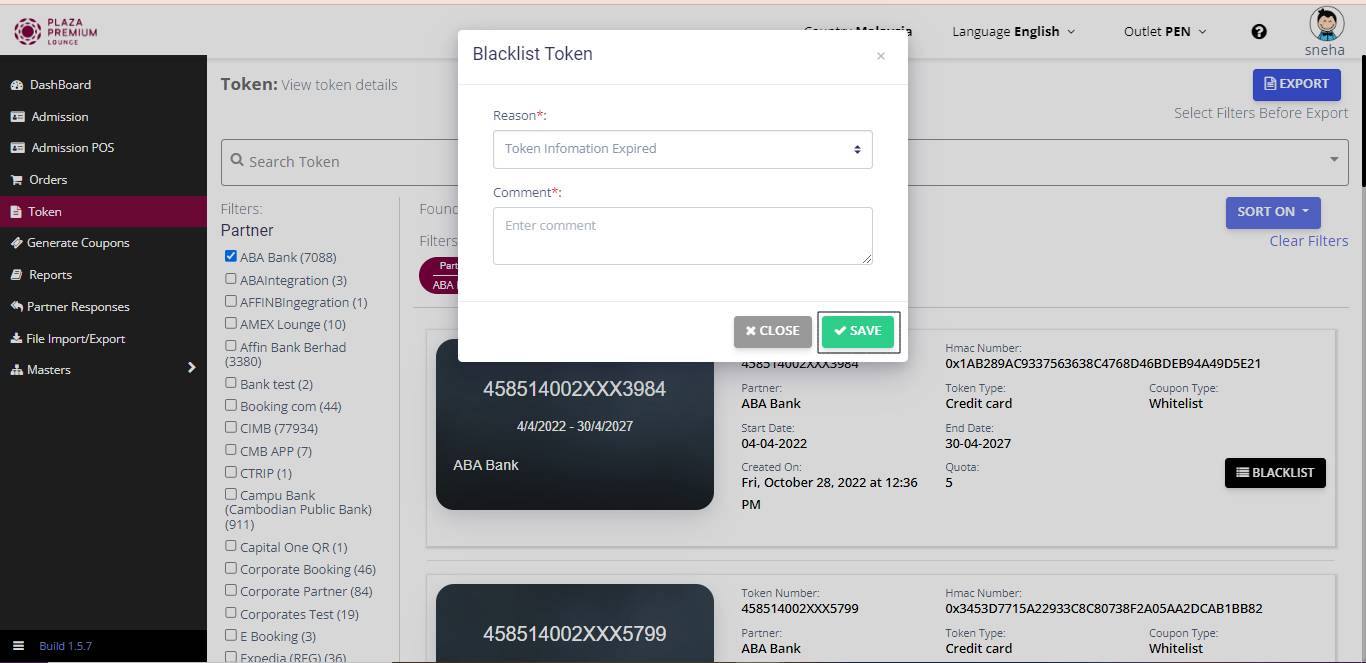 PLAZA
PREMIUM
LOUNGE
Language English
Outlet PEN
sneha
DashBoard
Admission
Admission POS
Orders
Token
Generate Coupons
Reports
Partner Responses
File Import/Export
Masters
Build 1.5.7
Token: View token details
EXPORT
Select Filters Before Export
Search Token
Filters:
Partner
ABA Bank (7088)
ABAIntegration (3)
AFFINBIngegration (1)
AMEX Lounge (10)
Affin Bank Berhad
(3380)
Bank test (2)
Booking com (44)
CIMB (77934)
CMB APP (7)
CTRIP (1)
Campu Bank
(Cambodian Public Bank)
(911)
Capital One QR (1)
Corporate Booking (46)
Corporate Partner (84)
Corporates Test (19)
E Booking (3)
Expedia (REG) (36)
SORT ON
Filters
Clear Filters
ABA
Blacklist Token
×
Reason*:
Token Infomation Expired
Comment*:
Enter comment
CLOSE
SAVE
458514002XXX3984
4/4/2022 - 30/4/2027
ABA Bank
458514002XXX3984
Partner:
ABA Bank
Start Date:
04-04-2022
Created On:
Fri, October 28, 2022 at 12:36
PM
Hmac Number:
0x1AB289AC9337563638C4768D46BDEB94A49D5E21
Token Type:
Credit card
Coupon Type:
Whitelist
End Date:
30-04-2027
Quota:
5
BLACKLIST
458514002XXX5799
Token Number:
458514002XXX5799
Hmac Number:
0x3453D7715A22933C8C80738F2A05AA2DCAB1BB82
Partner:
ABA Bank
Token Type:
Credit card
Coupon Type:
Whitelist